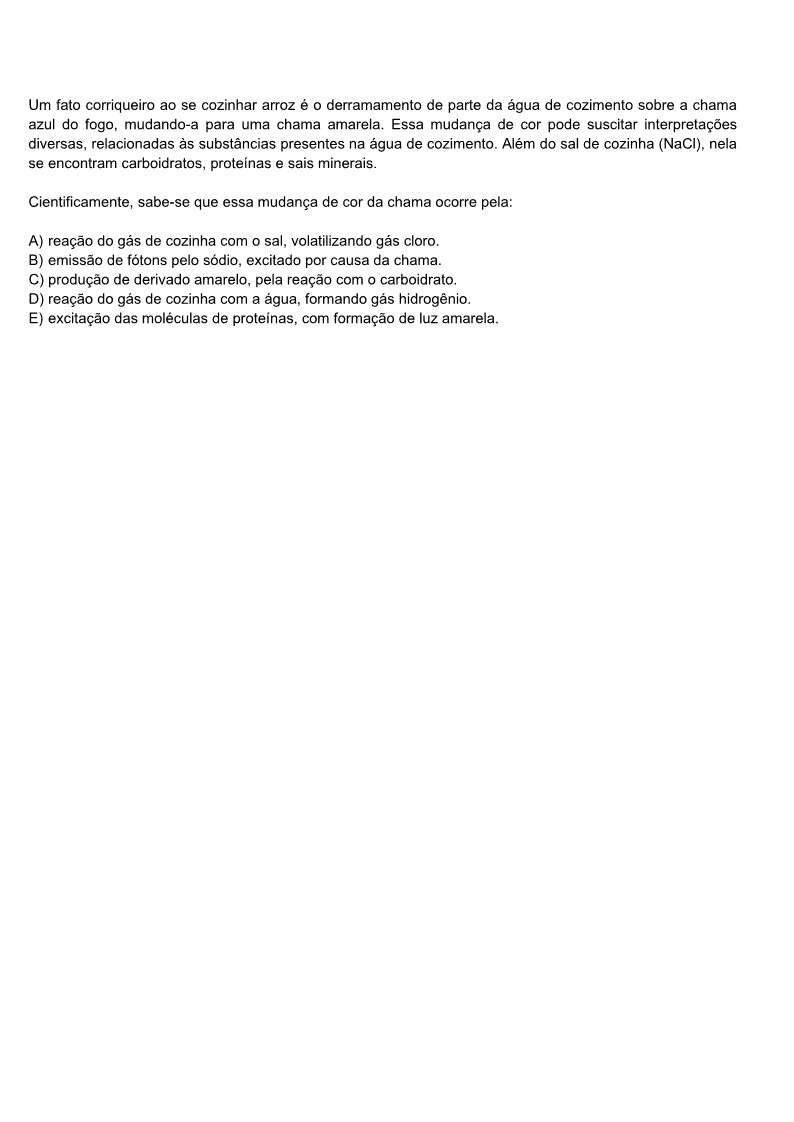 Um fato corriqueiro ao se cozinhar arroz é o derramamento de parte da água de cozimento sobre a chama
azul do fogo, mudando-a para uma chama amarela. Essa mudança de cor pode suscitar interpretações
diversas, relacionadas às substâncias presentes na água de cozimento. Além do sal de cozinha (NaCl), nela
se encontram carboidratos, proteínas e sais minerais.
Cientificamente, sabe-se que essa mudança de cor da chama ocorre pela:
A) reação do gás de cozinha com o sal, volatilizando gás cloro.
B) emissão de fótons pelo sódio, excitado por causa da chama.
C) produção de derivado amarelo, pela reação com o carboidrato.
D) reação do gás de cozinha com a água, formando gás hidrogênio.
E) excitação das moléculas de proteínas, com formação de luz amarela.